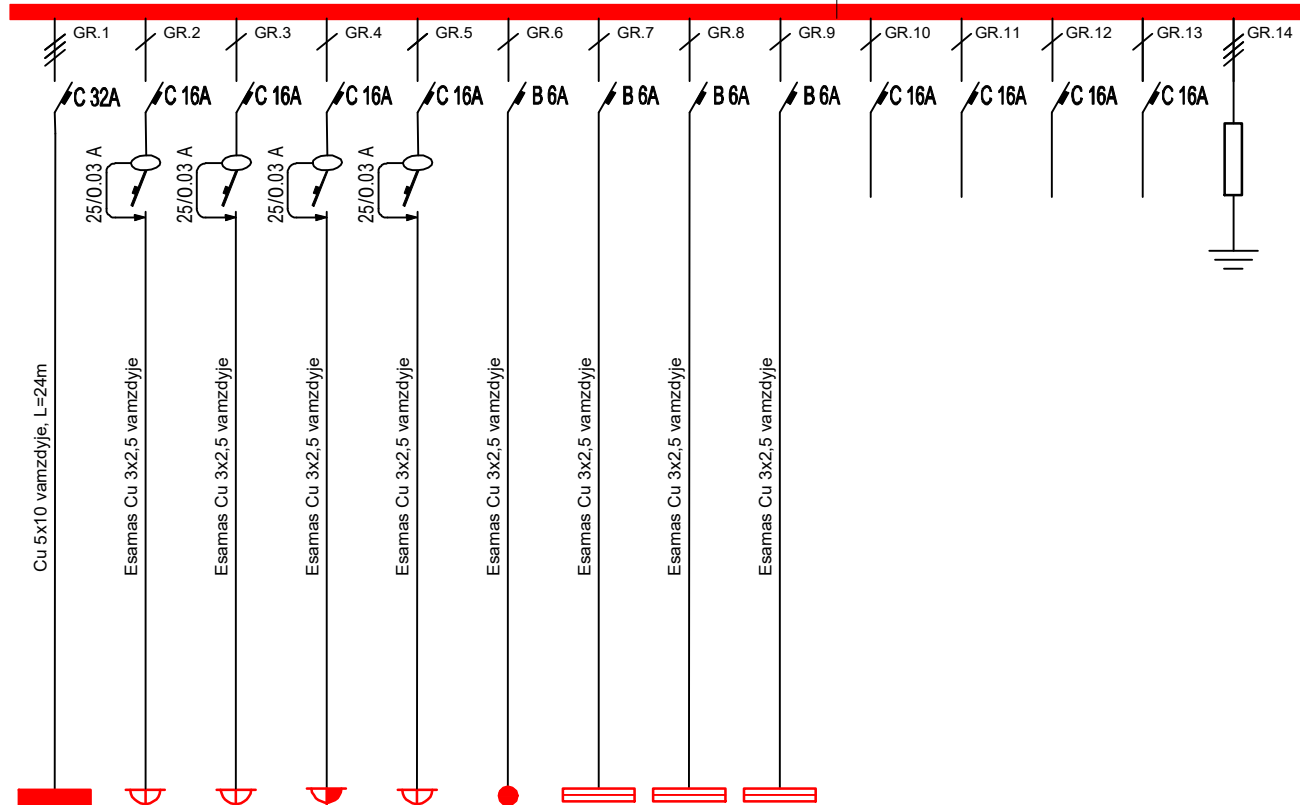 GR.1
GR.2
GR.3
GR.4
GR.5
GR.6
GR.7
GR.8
GR.9
GR.10
GR.11
GR.12
GR.13
GR.14
C 32A
C 16A
C 16A
C 16A
C 16A
B 6A
B 6A
B 6A
B 6A
C 16A
C 16A
C 16A
C 16A
25/0.03 A
25/0.03 A
25/0.03 A
25/0.03 A
Cu 5x10 vamzdyje, L=24m
Esamas Cu 3x2,5 vamzdyje
Esamas Cu 3x2,5 vamzdyje
Esamas Cu 3x2,5 vamzdyje
Esamas Cu 3x2,5 vamzdyje
Esamas Cu 3x2,5 vamzdyje
Esamas Cu 3x2,5 vamzdyje
Esamas Cu 3x2,5 vamzdyje
Esamas Cu 3x2,5 vamzdyje